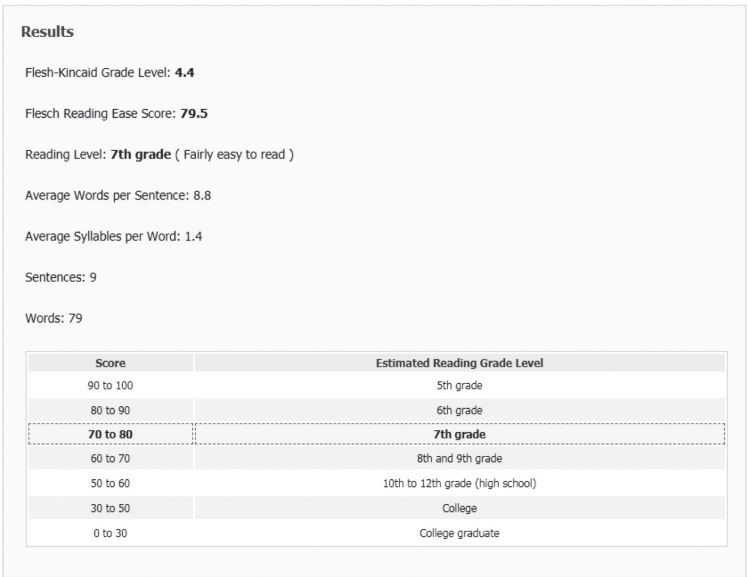 Results
Flesh-Kincaid Grade Level: 4.4
Flesch Reading Ease Score: 79.5
Reading Level: 7th grade ( Fairly easy to read )
Average Words per Sentence: 8.8
Average Syllables per Word: 1.4
Sentences: 9
Words: 79
Score Estimated Reading Grade Level
90 to 100 5th grade
80 to 90 6th grade
70 to 80 7th grade
60 to 70 8th and 9th grade
50 to 60 10th to 12th grade (high school)
30 to 50 College
0 to 30 College graduate